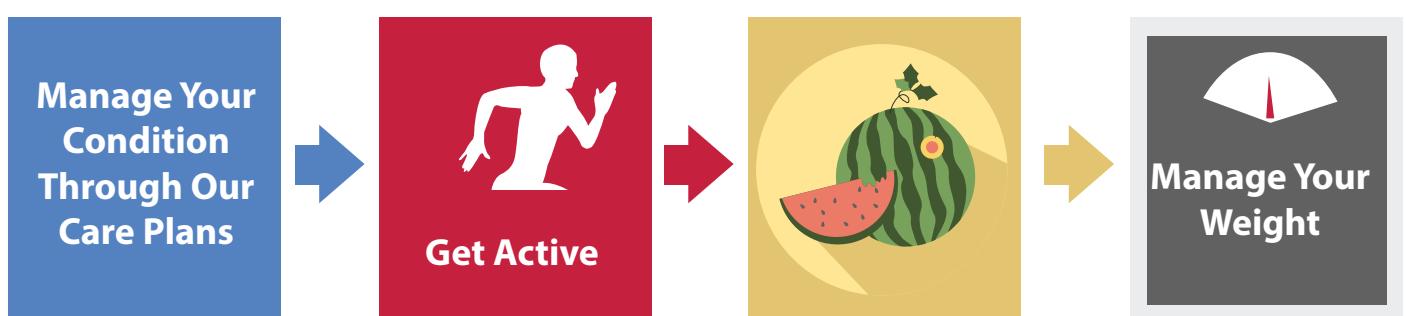 Manage Your
Condition
Through Our
Care Plans
Get Active
Manage Your
Weight